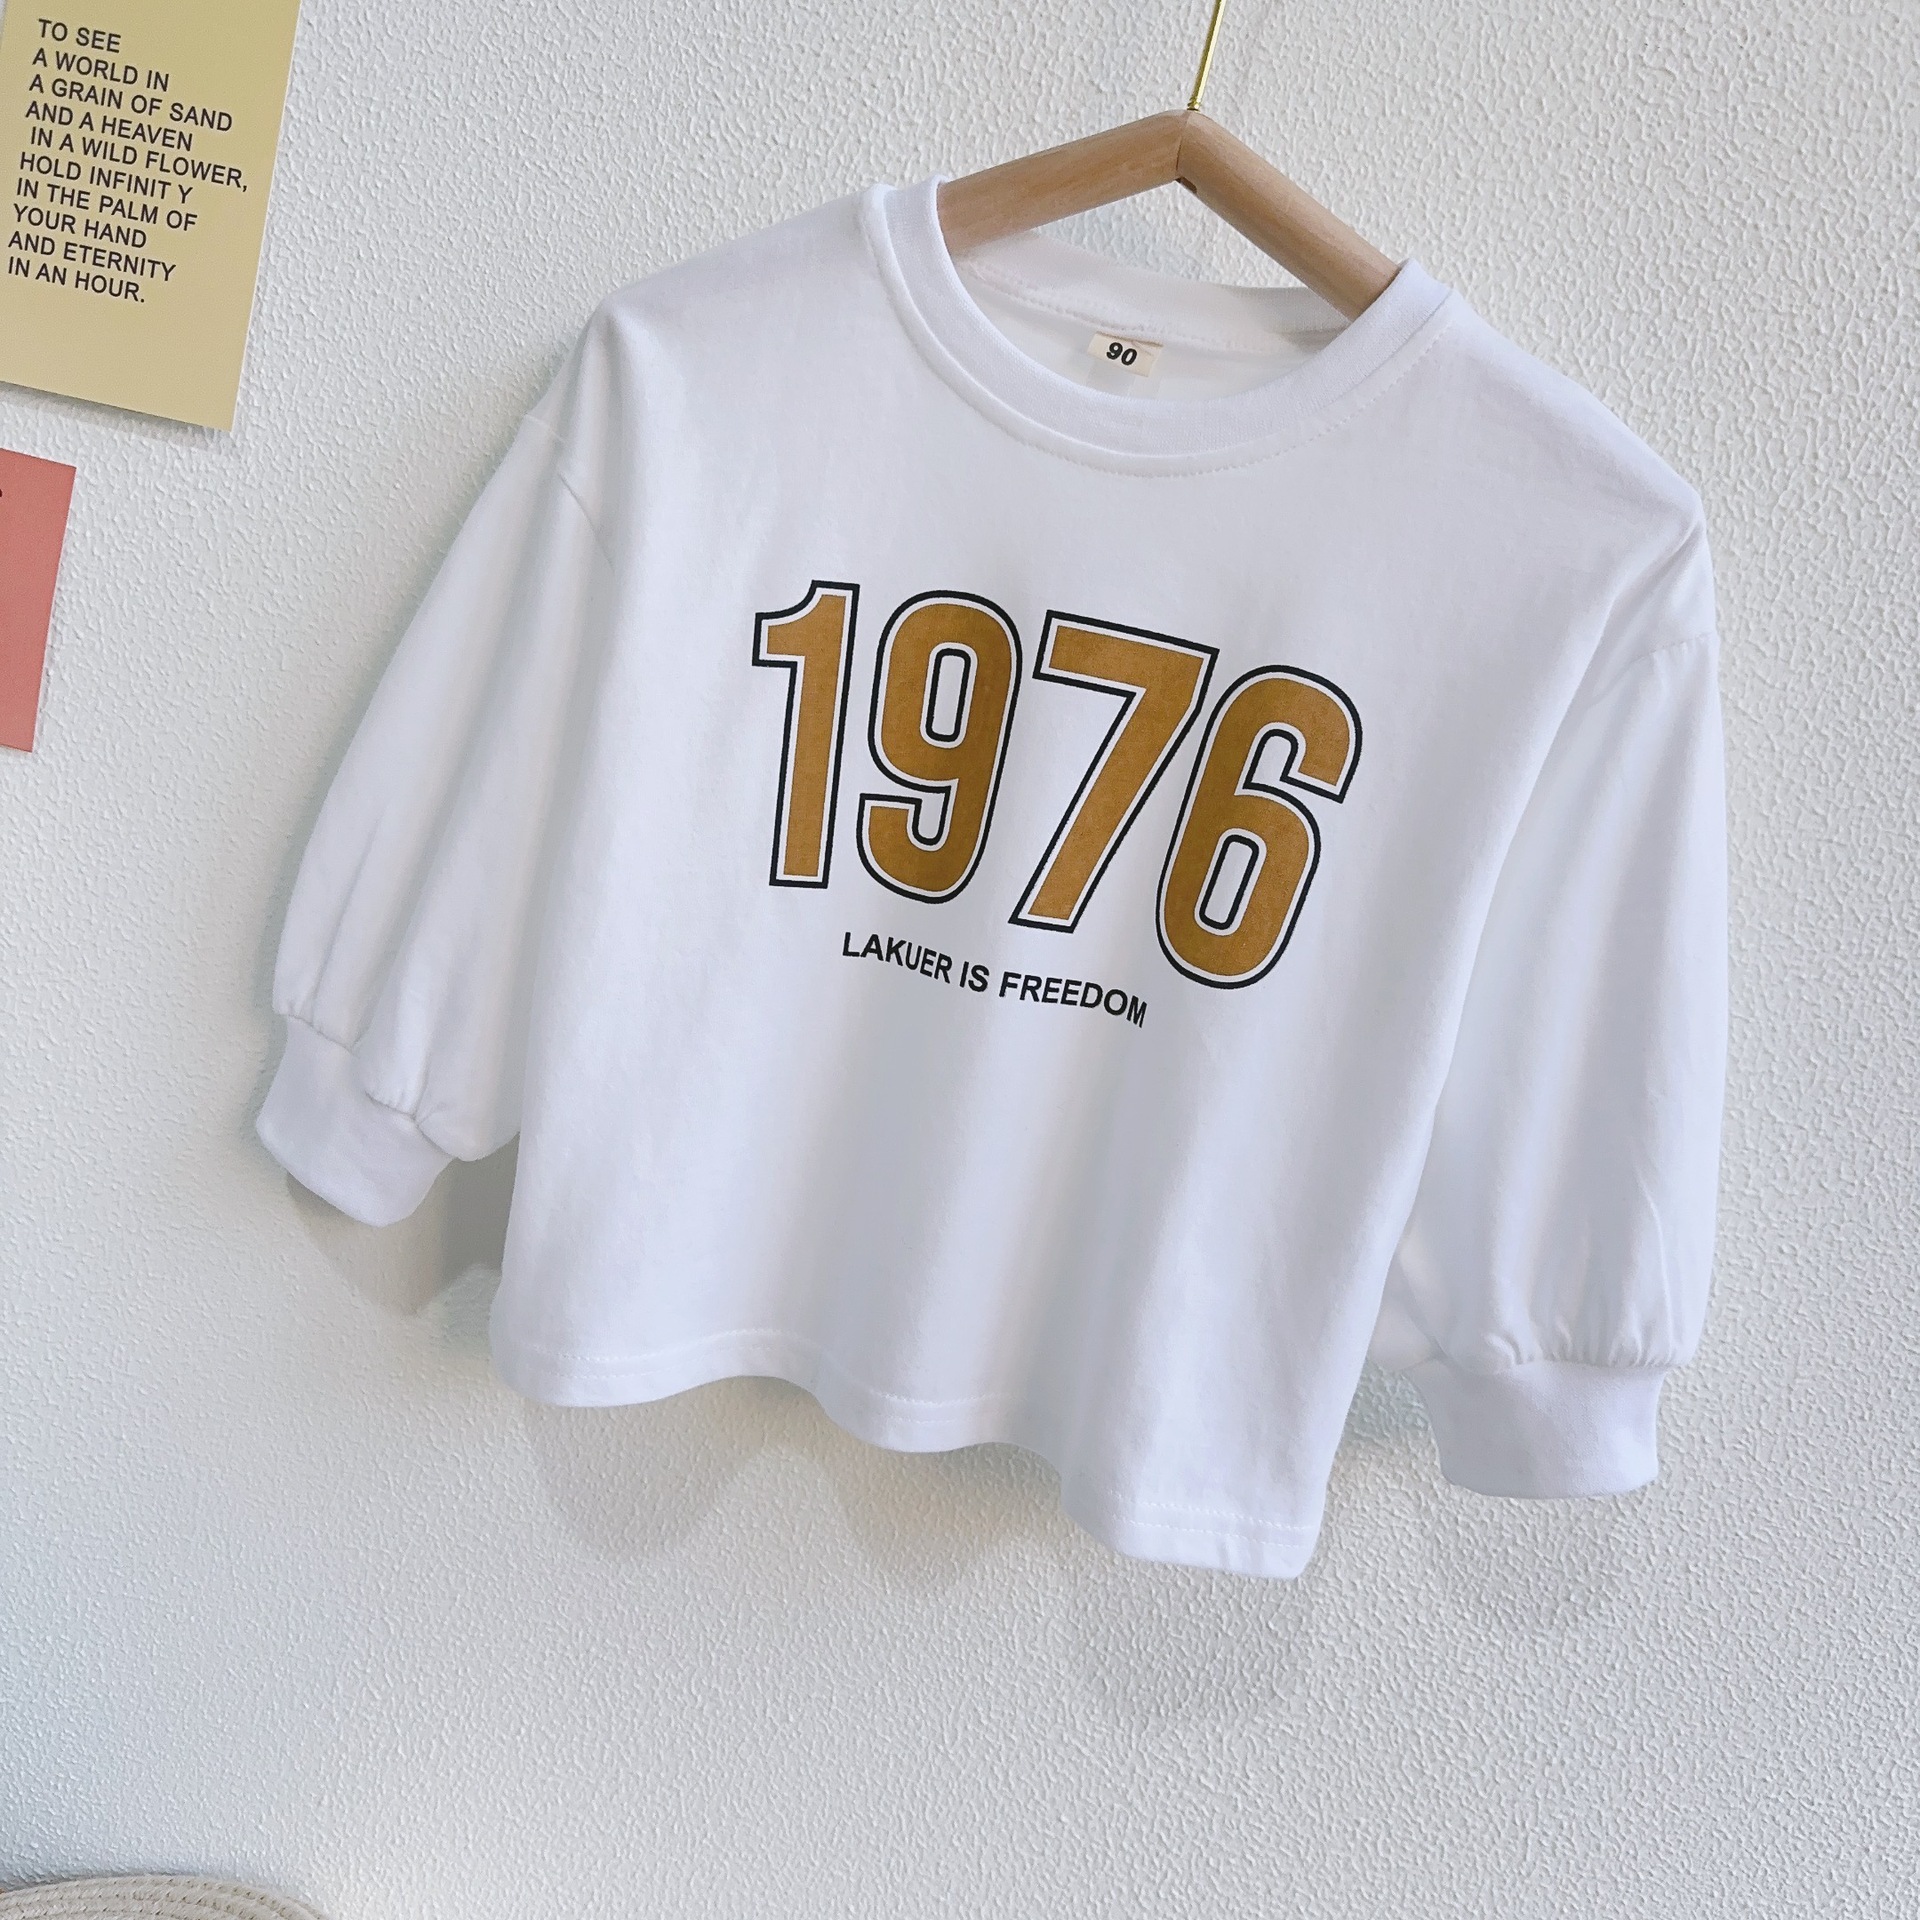 TO SEE
A WORLD IN
A GRAIN OF SAND
AND A HEAVEN
IN A WILD FLOWER,
HOLD INFINIT Y
IN THE PALM OF
YOUR HAND
AND ETERNITY
IN AN HOUR.
90
1976
LAKUER IS FREEDOM